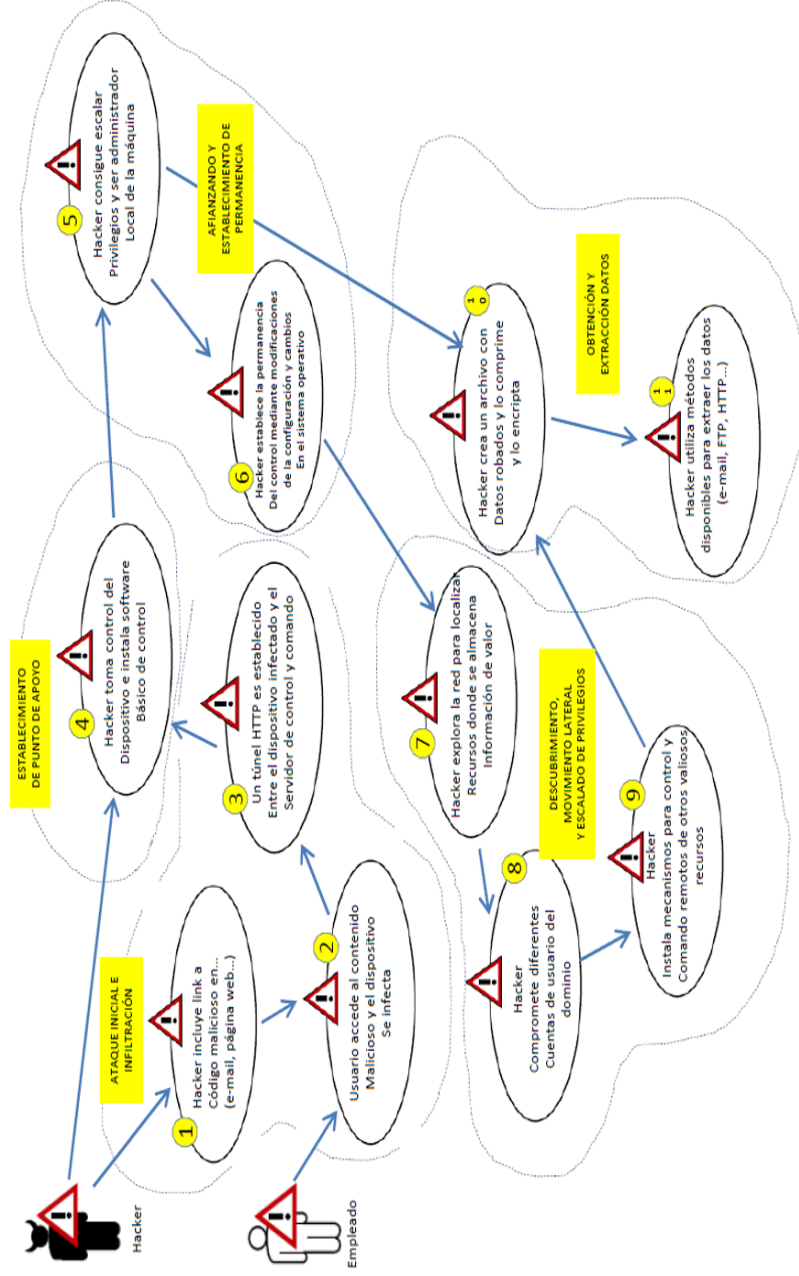 Hacker
Empleado
ATAQUE INICIAL E
INFILTRACIÓN
1
Hacker incluye link a
Código malicioso en...
(e-mail, página web...)
2
Usuario accede al contenido
Malicioso y el dispositivo
Se infecta
3
Un túnel HTTP es establecido
Entre el dispositivo infectado y el
Servidor de control y comando
ESTABLECIMIENTO
DE PUNTO DE APOYO
4
Hacker toma control del
Dispositivo e instala software
Básico de control
5
Hacker consigue escalar
Privilegios y ser administrador
Local de la máquina
AFIANZANDO Y
ESTABLECIMIENTO DE
PERMANENCIA
6
Hacker establece la permanencia
Del control mediante modificaciones
de la configuración y cambios
En el sistema operativo
7
Hacker explora la red para localizar
Recursos donde se almacena
Información de valor
8
Hacker
Compromete diferentes
Cuentas de usuario del
dominio
DESCUBRIMIENTO,
MOVIMIENTO LATERAL
Y ESCALADO DE PRIVILEGIOS
9
Hacker
Instala mecanismos para control y
Comando remotos de otros valiosos
recursos
1
0
Hacker crea un archivo con
Datos robados y lo comprime
y lo encripta
OBTENCIÓN Y
EXTRACCIÓN DATOS
1
1
Hacker utiliza métodos
disponibles para extraer los datos
(e-mail, FTP, HTTP...)